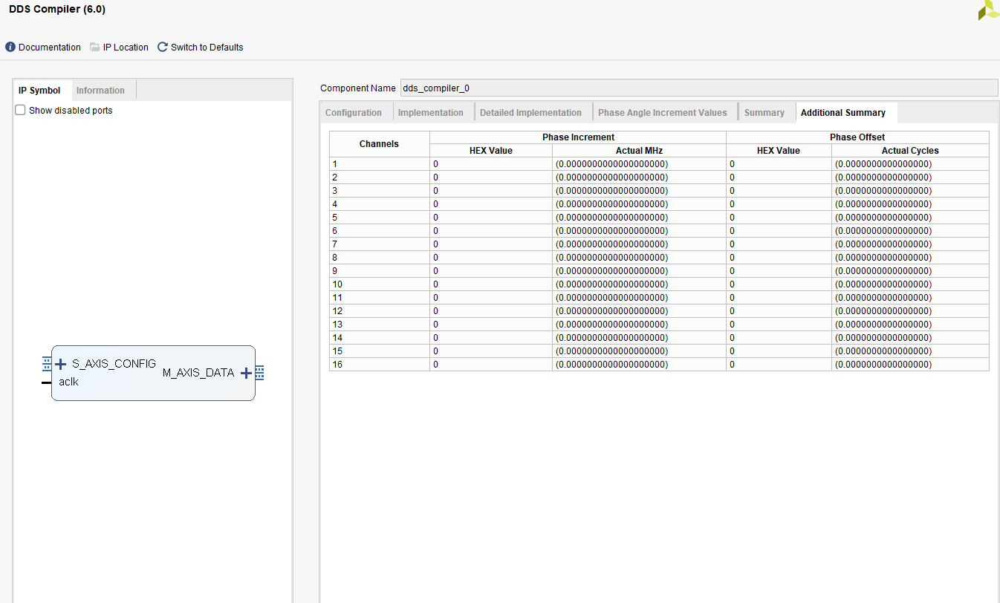 DDS Compiler (6.0)
Documentation IP Location Switch to Defaults
IP Symbol Information
Show disabled ports
S_AXIS_CONFIG
M_AXIS_DATA
aclk
Component Name dds_compiler_0
Configuration Implementation Detailed Implementation Phase Angle Increment Values Summary Additional Summary
Channels Phase Increment Phase Offset
HEX Value Actual MHz HEX Value Actual Cycles
1 0 (0.0000000000000000000) 0 (0.0000000000000000)
2 0 (0.0000000000000000000) 0 (0.0000000000000000)
3 0 (0.0000000000000000000) 0 (0.0000000000000000)
4 0 (0.0000000000000000000) 0 (0.0000000000000000)
5 0 (0.0000000000000000000) 0 (0.0000000000000000)
6 0 (0.0000000000000000000) 0 (0.0000000000000000)
7 0 (0.0000000000000000000) 0 (0.0000000000000000)
8 0 (0.0000000000000000000) 0 (0.0000000000000000)
9 0 (0.0000000000000000000) 0 (0.0000000000000000)
10 0 (0.0000000000000000000) 0 (0.0000000000000000)
11 0 (0.0000000000000000000) 0 (0.0000000000000000)
12 0 (0.0000000000000000000) 0 (0.0000000000000000)
13 0 (0.0000000000000000000) 0 (0.0000000000000000)
14 0 (0.0000000000000000000) 0 (0.0000000000000000)
15 0 (0.0000000000000000000) 0 (0.0000000000000000)
16 0 (0.0000000000000000000) 0 (0.0000000000000000)